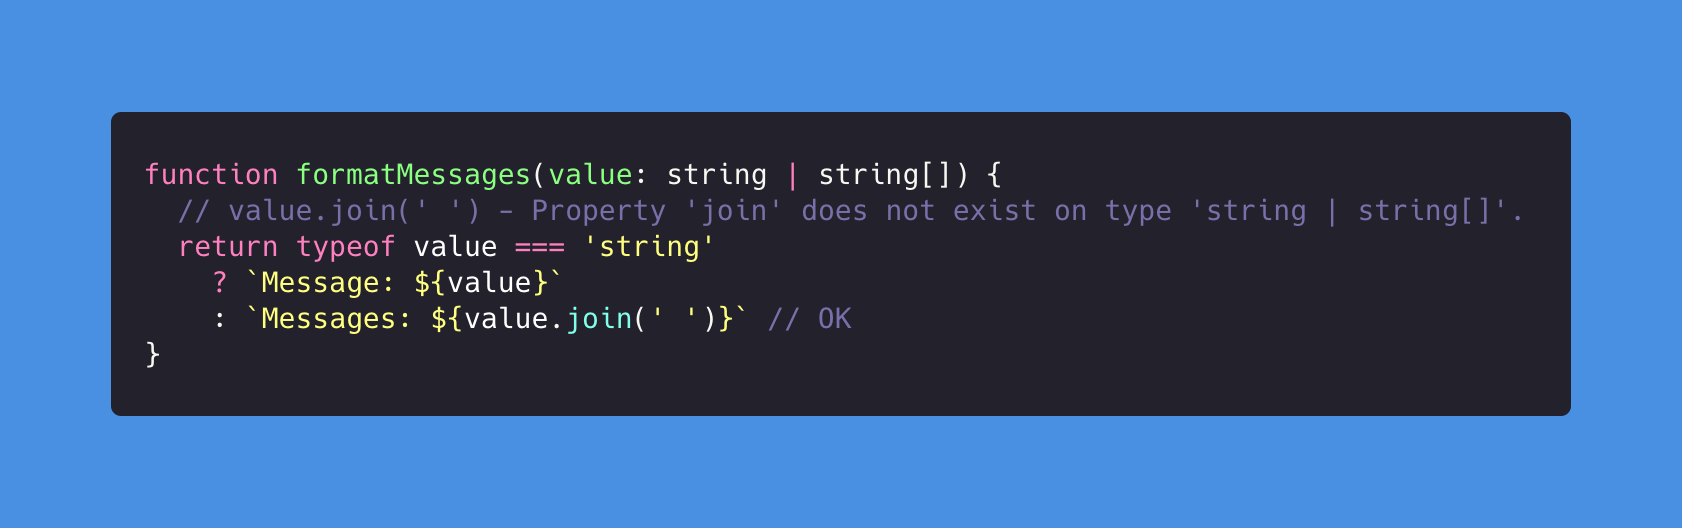 function formatMessages(value: string | string[]) {
  // value.join(' ') – Property 'join' does not exist on type 'string | string[]'.
  return typeof value === 'string'
    ? `Message: ${value}`
    : `Messages: ${value.join(' ')}` // OK
}